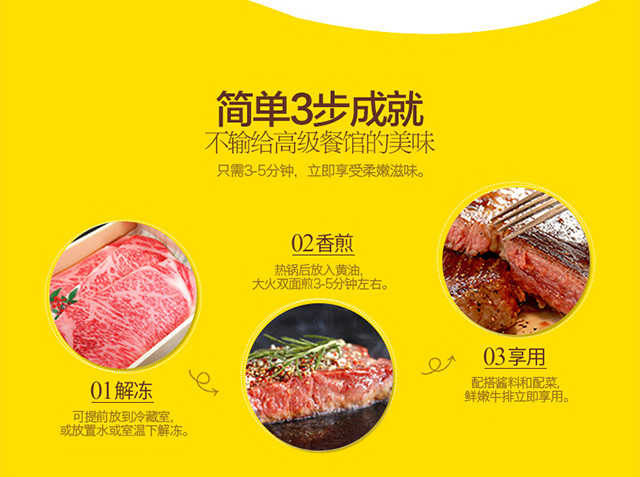 简单3步成就
不输给高级餐馆的美味
只需3-5分钟，立即享受柔嫩滋味。
01解冻
可提前放到冷藏室，
或放置水或室温下解冻。
02香煎
热锅后放入黄油，
大火双面煎3-5分钟左右。
03享用
配搭酱料和配菜，
鲜嫩牛排立即享用。